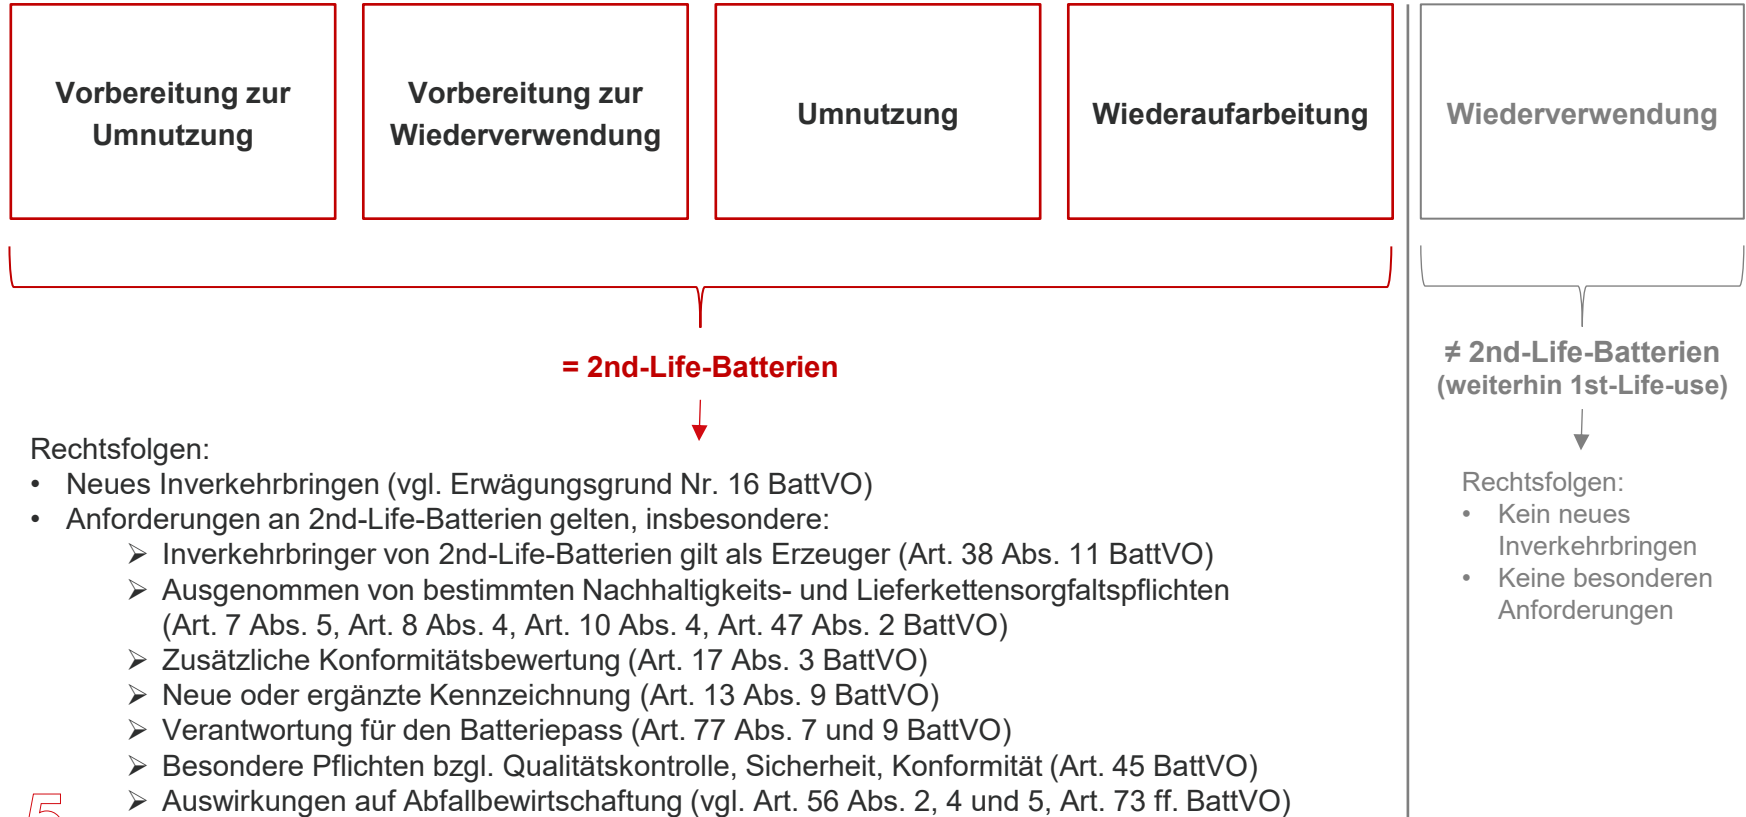 Vorbereitung zur
Umnutzung
Vorbereitung zur
Wiederverwendung
Umnutzung
Wiederaufarbeitung
Wiederverwendung
= 2nd-Life-Batterien
≠ 2nd-Life-Batterien
(weiterhin 1st-Life-use)
Rechtsfolgen:
• Neues Inverkehrbringen (vgl. Erwägungsgrund Nr. 16 BattVO)
• Anforderungen an 2nd-Life-Batterien gelten, insbesondere:
➢ Inverkehrbringer von 2nd-Life-Batterien gilt als Erzeuger (Art. 38 Abs. 11 BattVO)
➢ Ausgenommen von bestimmten Nachhaltigkeits- und Lieferkettensorgfaltspflichten
(Art. 7 Abs. 5, Art. 8 Abs. 4, Art. 10 Abs. 4, Art. 47 Abs. 2 BattVO)
➢ Zusätzliche Konformitätsbewertung (Art. 17 Abs. 3 BattVO)
➢ Neue oder ergänzte Kennzeichnung (Art. 13 Abs. 9 BattVO)
➢ Verantwortung für den Batteriepass (Art. 77 Abs. 7 und 9 BattVO)
➢ Besondere Pflichten bzgl. Qualitätskontrolle, Sicherheit, Konformität (Art. 45 BattVO)
➢ Auswirkungen auf Abfallbewirtschaftung (vgl. Art. 56 Abs. 2, 4 und 5, Art. 73 ff. BattVO)
Rechtsfolgen:
• Kein neues
Inverkehrbringen
• Keine besonderen
Anforderungen
5